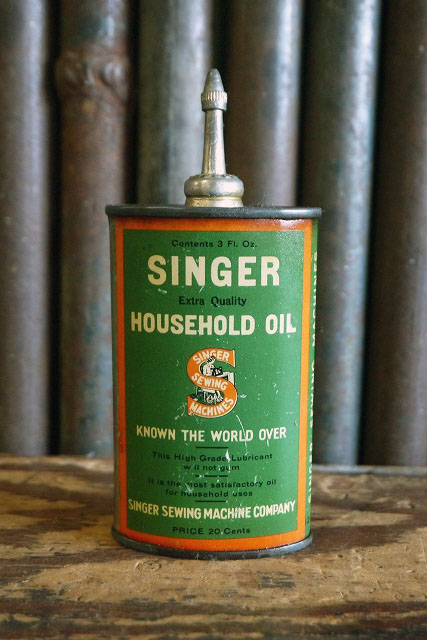 Contents 3 Fl. Oz.
SINGER
Extra Quality
HOUSEHOLD OIL
SINGER
SEWING
MACHINES
KNOWN THE WORLD OVER
This High Grade Lubricant
will not gum
It is the most satisfactory oil
for household uses
SINGER SEWING MACHINE COMPANY
PRICE 20 Cents